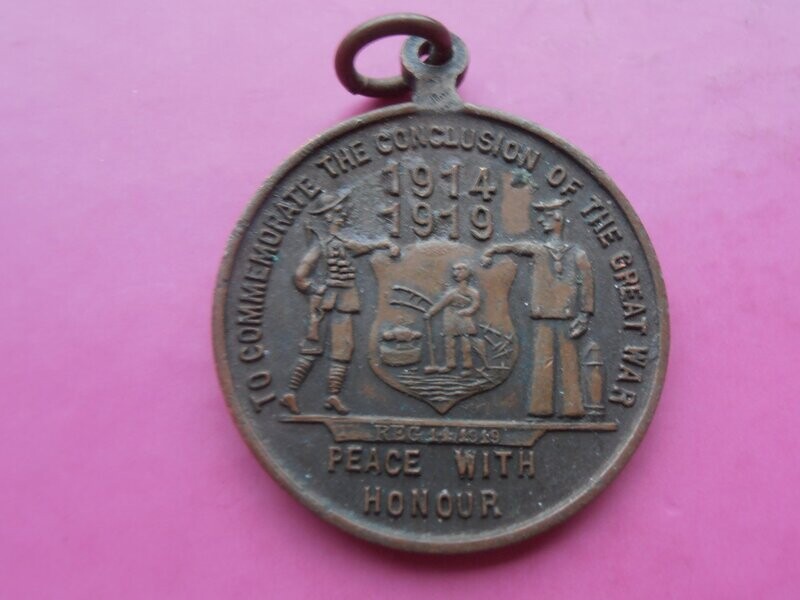 TO COMMEMORATE THE CONCLUSION OF THE GREAT WAR
1914
1919
PEACE WITH
HONOUR